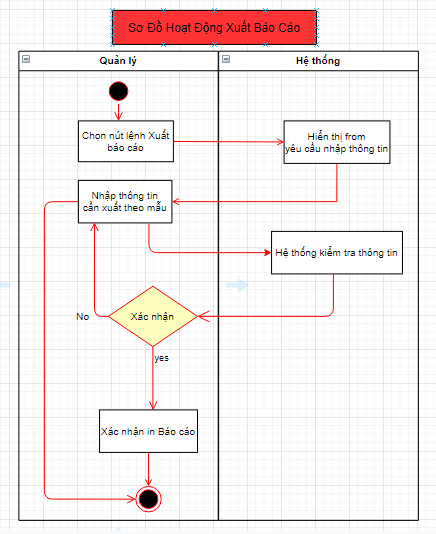 Sơ Đồ Hoạt Động Xuất Báo Cáo
Quản lý
Hệ thống
Chọn nút lệnh Xuất
báo cáo
Hiển thị from
yêu cầu nhập thông tin
Nhập thông tin
cần xuất theo mẫu
Hệ thống kiểm tra thông tin
Xác nhận
No
yes
Xác nhận in Báo cáo